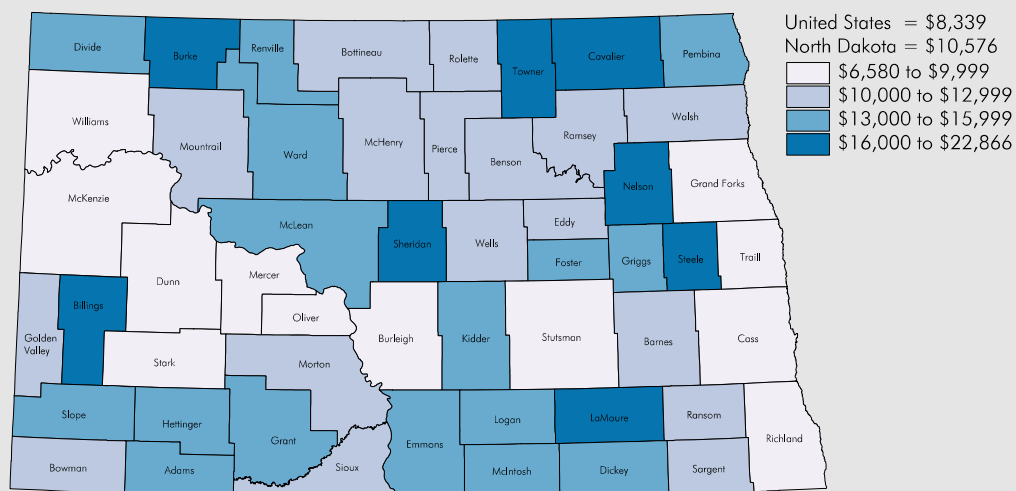 United States = $8,339
North Dakota = $10,576
$6,580 to $9,999
$10,000 to $12,999
$13,000 to $15,999
$16,000 to $22,866
Divide
Burke
Renville
Bottineau
Rolette
Towner
Cavalier
Pembina
Williams
Mountrail
Ward
McHenry
Pierce
Benson
Ramsey
Walsh
McKenzie
Nelson
Grand Forks
McLean
Sheridan
Wells
Eddy
Foster
Griggs
Steele
Traill
Dunn
Mercer
Oliver
Billings
Golden
Valley
Stark
Morton
Burleigh
Kidder
Stutsman
Barnes
Cass
Slope
Hettinger
Grant
Emmons
Logan
LaMoure
Ransom
Richland
Bowman
Adams
Sioux
McIntosh
Dickey
Sargent